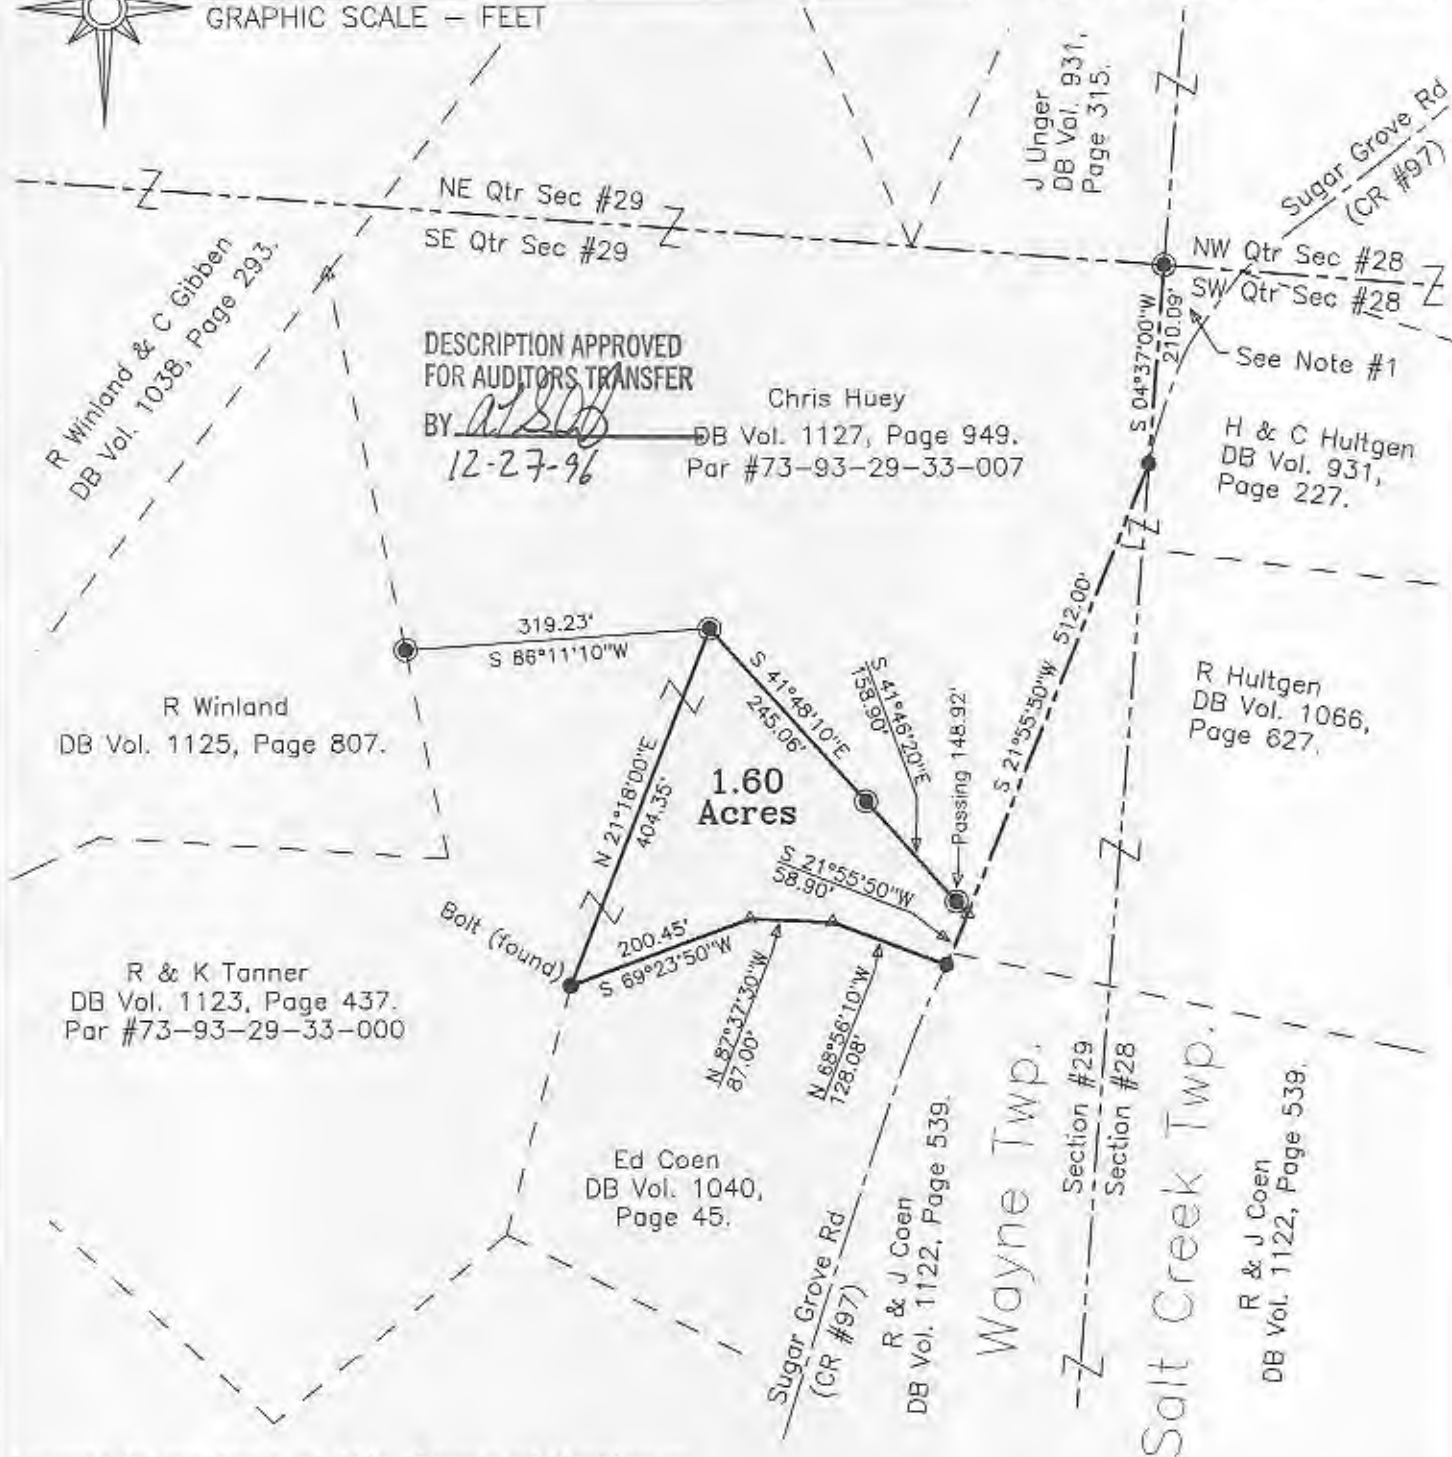 GRAPHIC SCALE – FEET
J Unger
DB Vol. 931,
Page 315.
Sugar Grove Rd
(CR #97)
NE Qtr Sec #29
SE Qtr Sec #29
NW Qtr Sec #28
SW Qtr Sec #28
R Winland & C Gibben
DB Vol. 1038, Page 293.
S 04°37'00"W
210.09'
See Note #1
DESCRIPTION APPROVED
FOR AUDITORS TRANSFER
BY
12-27-96
Chris Huey
DB Vol. 1127, Page 949.
Par #73-93-29-33-007
H & C Hultgen
DB Vol. 931,
Page 227.
319.23'
S 86°11'10"W
S 41°48'10"E
245.06'
S 41°46'20"E
158.90'
Passing 148.92'
S 21°55'50"W 512.00'
R Hultgen
DB Vol. 1066,
Page 627.
R Winland
DB Vol. 1125, Page 807.
N 21°18'00"E
404.35'
1.60
Acres
S 21°55'50"W
58.90'
Bolt (found)
200.45'
S 69°23'50"W
N 87°37'30"W
87.00'
N 68°56'10"W
128.08'
R & K Tanner
DB Vol. 1123, Page 437.
Par #73-93-29-33-000
Ed Coen
DB Vol. 1040,
Page 45.
Sugar Grove Rd
(CR #97)
R & J Coen
DB Vol. 1122, Page 539.
Wayne Twp.
Section #29
Section #28
Salt Creek Twp.
R & J Coen
DB Vol. 1122, Page 539.